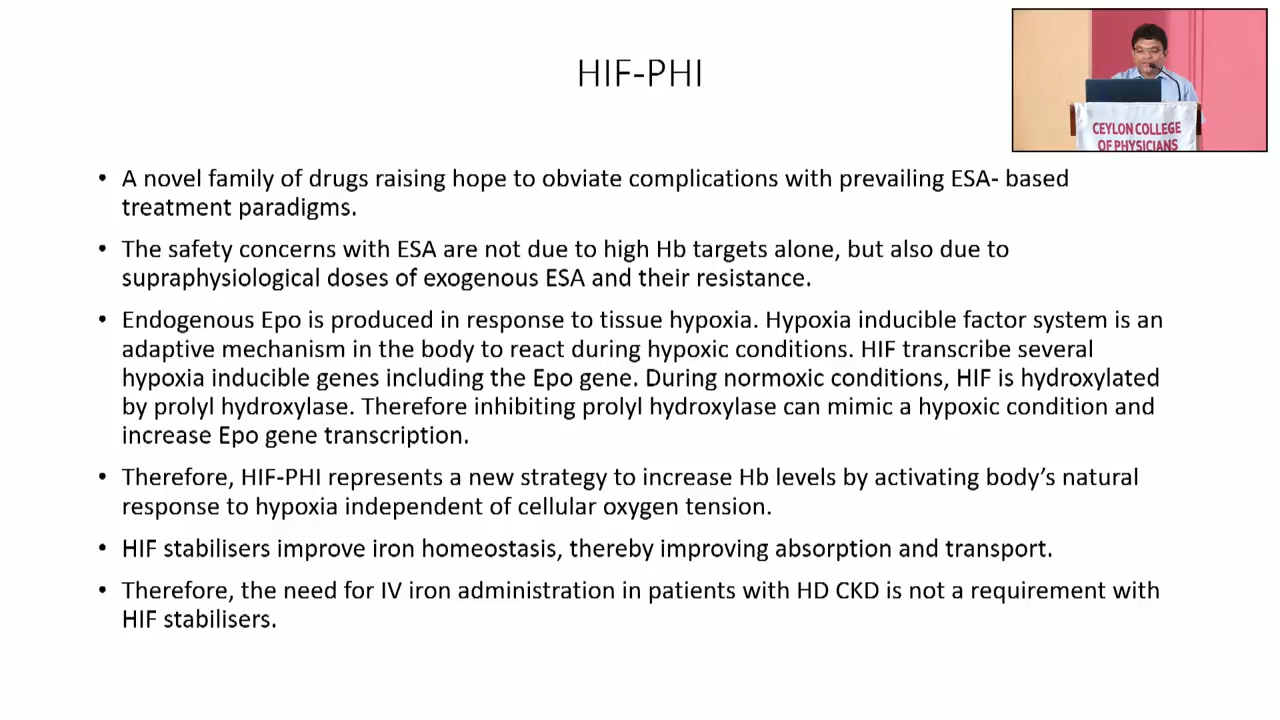 HIF-PHI
CEYLON COLLEGE
OF PHYSICIANS
• A novel family of drugs raising hope to obviate complications with prevailing ESA- based
treatment paradigms.
• The safety concerns with ESA are not due to high Hb targets alone, but also due to
supraphysiological doses of exogenous ESA and their resistance.
• Endogenous Epo is produced in response to tissue hypoxia. Hypoxia inducible factor system is an
adaptive mechanism in the body to react during hypoxic conditions. HIF transcribe several
hypoxia inducible genes including the Epo gene. During normoxic conditions, HIF is hydroxylated
by prolyl hydroxylase. Therefore inhibiting prolyl hydroxylase can mimic a hypoxic condition and
increase Epo gene transcription.
• Therefore, HIF-PHI represents a new strategy to increase Hb levels by activating body’s natural
response to hypoxia independent of cellular oxygen tension.
• HIF stabilisers improve iron homeostasis, thereby improving absorption and transport.
• Therefore, the need for IV iron administration in patients with HD CKD is not a requirement with
HIF stabilisers.